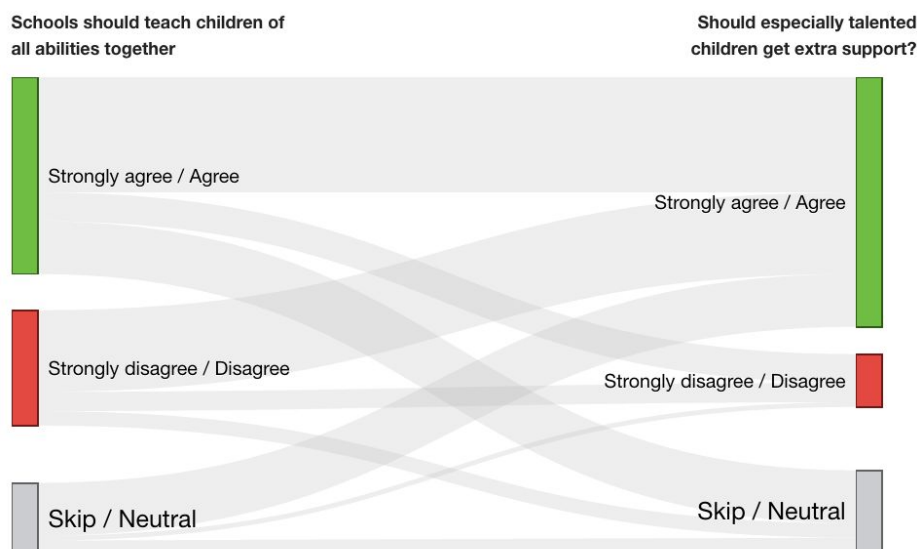 Schools should teach children of
all abilities together
Should especially talented
children get extra support?
Strongly agree / Agree
Strongly agree / Agree
Strongly disagree / Disagree
Strongly disagree / Disagree
Skip / Neutral
Skip / Neutral